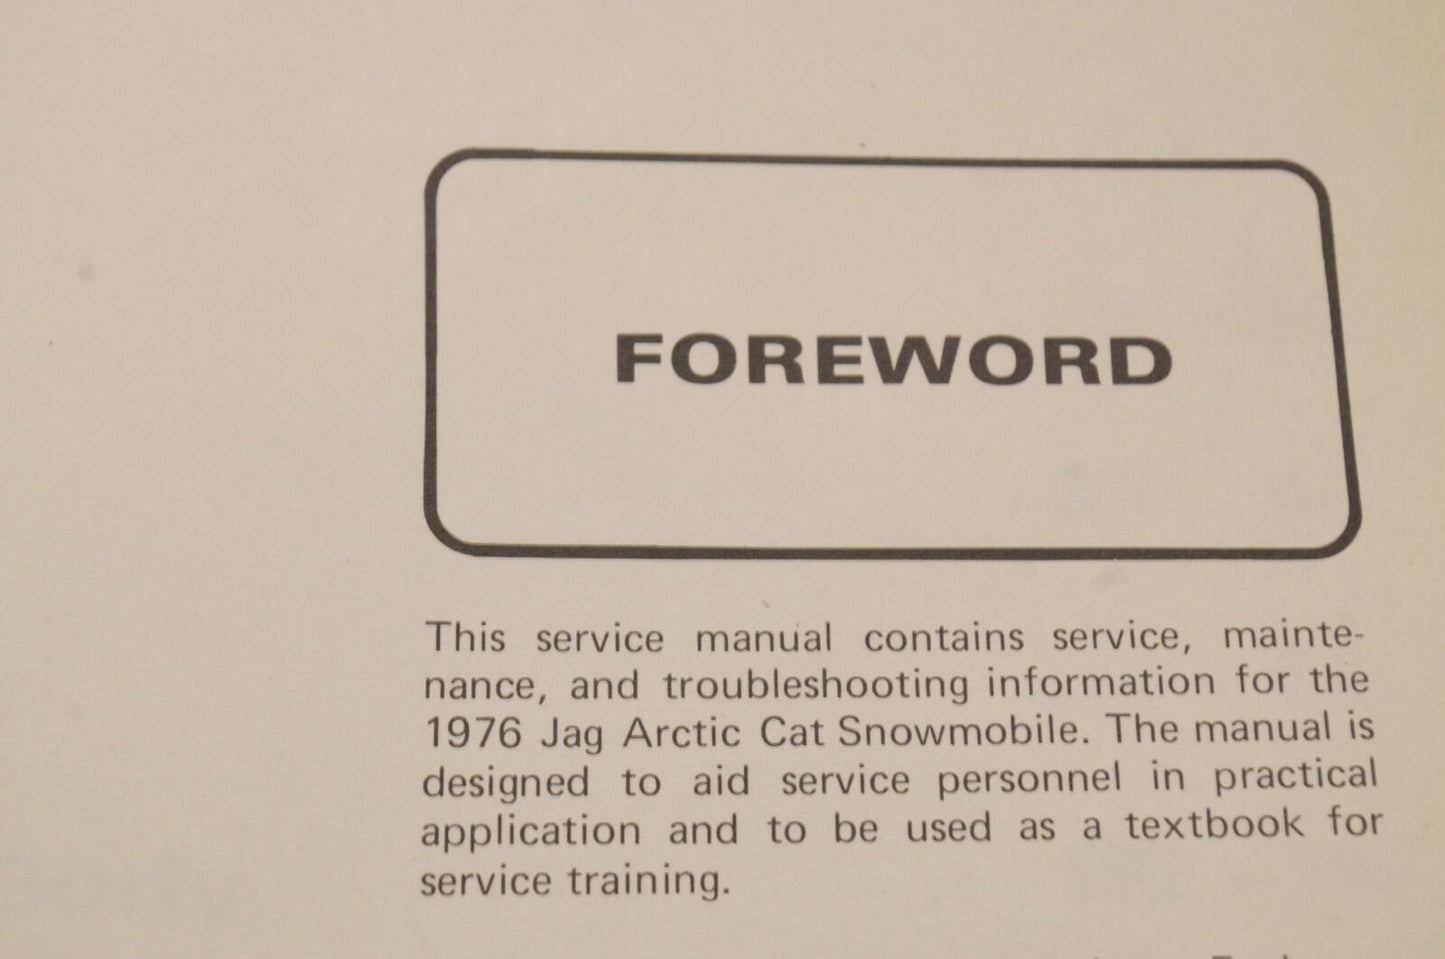 FOREWORD
This service manual contains service, mainte-
nance, and troubleshooting information for the
1976 Jag Arctic Cat Snowmobile. The manual is
designed to aid service personnel in practical
application and to be used as a textbook for
service training.